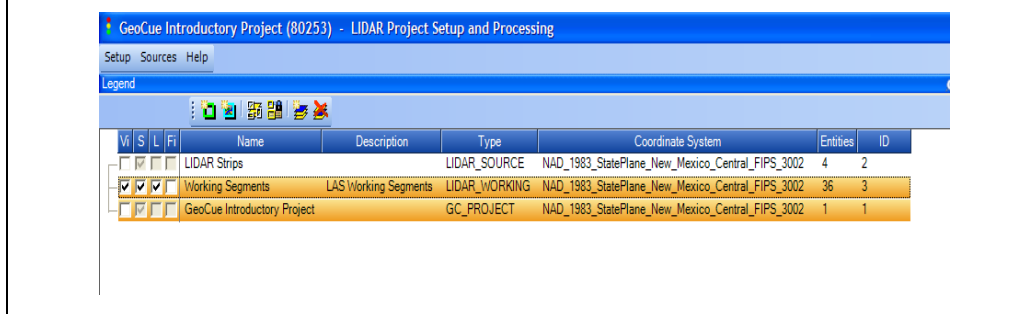 GeoCue Introductory Project (80253) - LIDAR Project Setup and Processing
Setup Sources Help
Legend
Vi S L Fi Name Description Type Coordinate System Entities ID
LIDAR Strips LIDAR_SOURCE NAD_1983_StatePlane_New_Mexico_Central_FIPS_3002 4 2
Working Segments LAS Working Segments LIDAR_WORKING NAD_1983_StatePlane_New_Mexico_Central_FIPS_3002 36 3
GeoCue Introductory Project GC_PROJECT NAD_1983_StatePlane_New_Mexico_Central_FIPS_3002 1 1